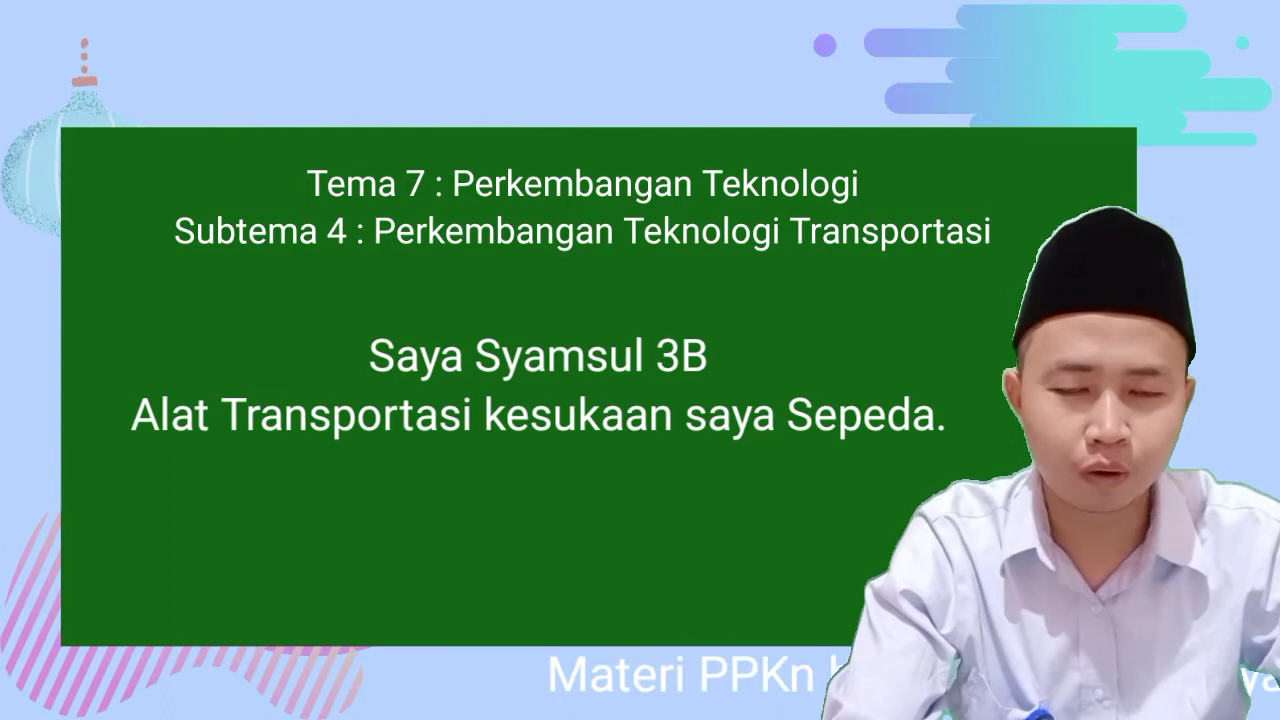 Tema 7 : Perkembangan Teknologi
Subtema 4 : Perkembangan Teknologi Transportasi
Saya Syamsul 3B
Alat Transportasi kesukaan saya Sepeda.
Materi PPKn